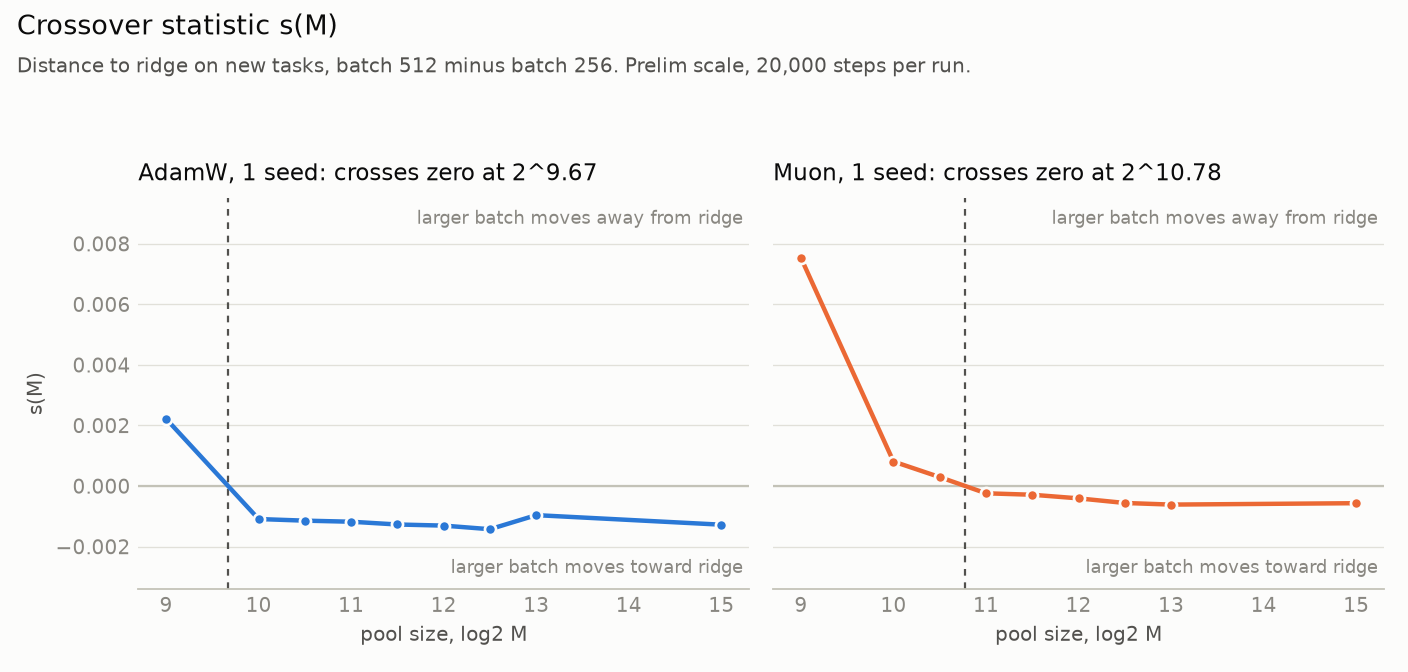 Crossover statistic s(M)
Distance to ridge on new tasks, batch 512 minus batch 256. Prelim scale, 20,000 steps per run.
AdamW, 1 seed: crosses zero at 2^9.67
larger batch moves away from ridge
0.008
0.006
0.004
0.002
0.000
−0.002
s(M)
larger batch moves toward ridge
9 10 11 12 13 14 15
pool size, log2 M
Muon, 1 seed: crosses zero at 2^10.78
larger batch moves away from ridge
larger batch moves toward ridge
9 10 11 12 13 14 15
pool size, log2 M